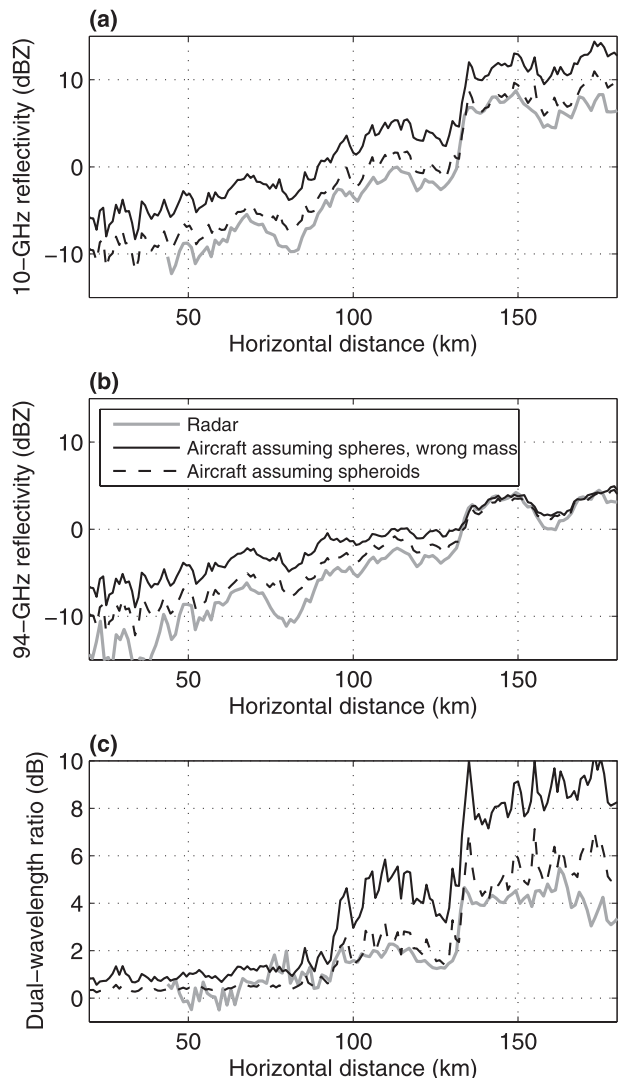 (a)
10−GHz reflectivity (dBZ)
10
0
−10
50
100
150
Horizontal distance (km)
(b)
94−GHz reflectivity (dBZ)
10
0
−10
Radar
Aircraft assuming spheres, wrong mass
Aircraft assuming spheroids
50
100
150
Horizontal distance (km)
(c)
Dual−wavelength ratio (dB)
10
8
6
4
2
0
50
100
150
Horizontal distance (km)